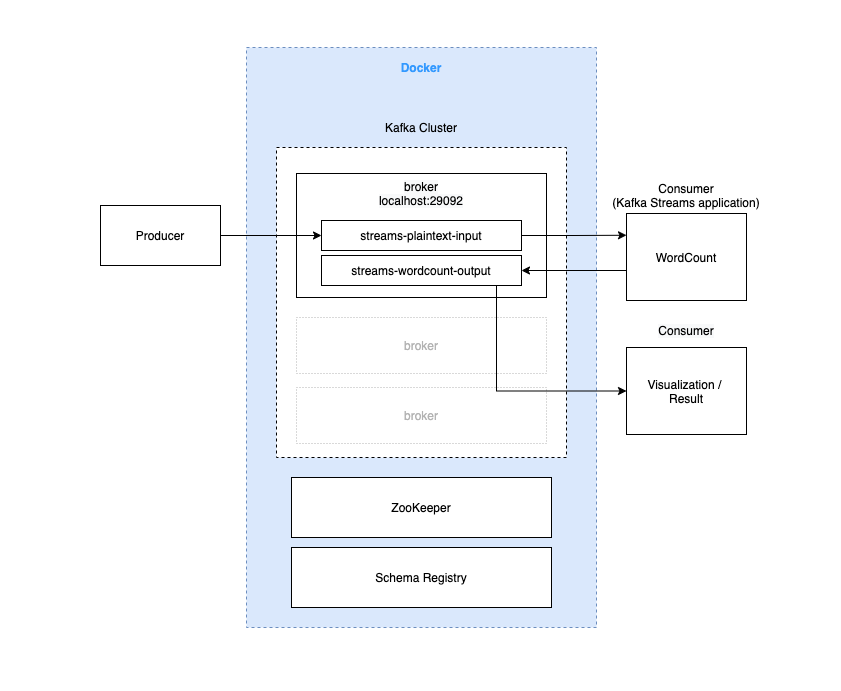 Docker
Kafka Cluster
broker
localhost:29092
Producer
streams-plaintext-input
streams-wordcount-output
Consumer
(Kafka Streams application)
WordCount
Consumer
Visualization /
Result
broker
broker
ZooKeeper
Schema Registry